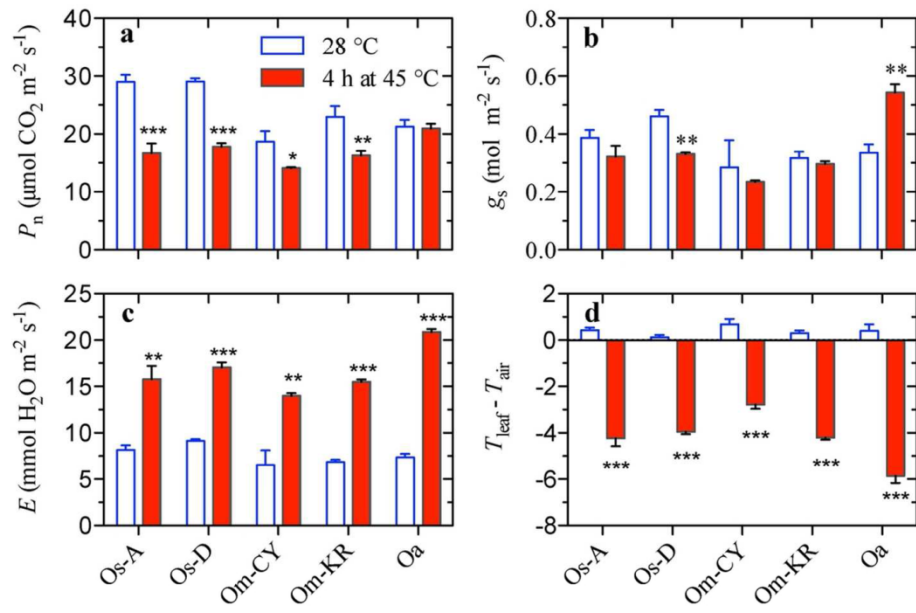 a
28 °C
4 h at 45 °C
Pn (μmol CO2 m-2 s-1)
40
30
20
10
0
***
***
*
**
b
gs (mol m-2 s-1)
0.8
0.6
0.4
0.2
0.0
**
**
c
E (mmol H2O m-2 s-1)
25
20
15
10
5
0
**
***
**
***
***
Os-A
Os-D
Om-CY
Om-KR
Oa
d
Tleaf - Tair
2
0
-2
-4
-6
-8
***
***
***
***
***
Os-A
Os-D
Om-CY
Om-KR
Oa